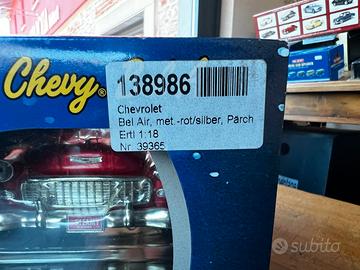 Chevy®
138986
Chevrolet
Bel Air, met.-rot/silber, Pärch
Ertl 1:18
Nr. 39365
subito